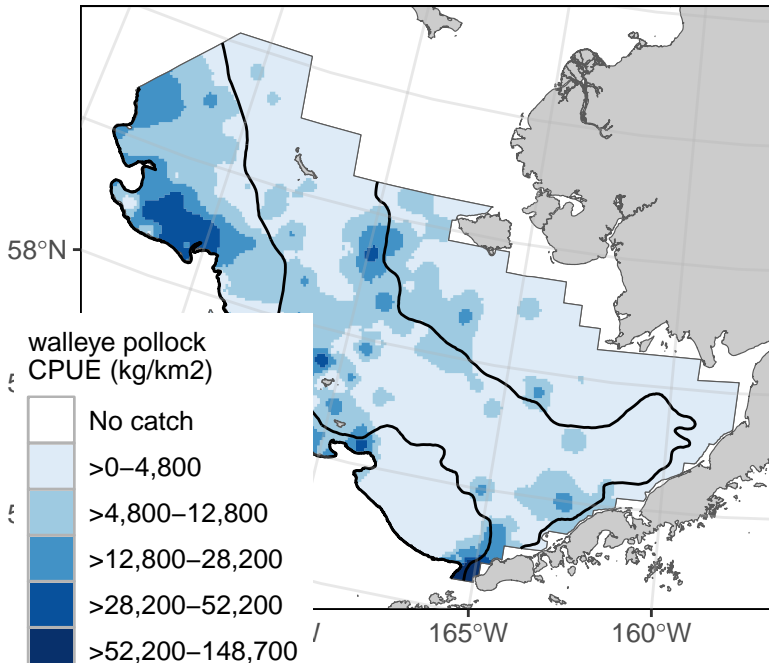 58°N
walleye pollock
CPUE (kg/km2)
No catch
>0−4,800
>4,800−12,800
>12,800−28,200
>28,200−52,200
>52,200−148,700
165°W
160°W